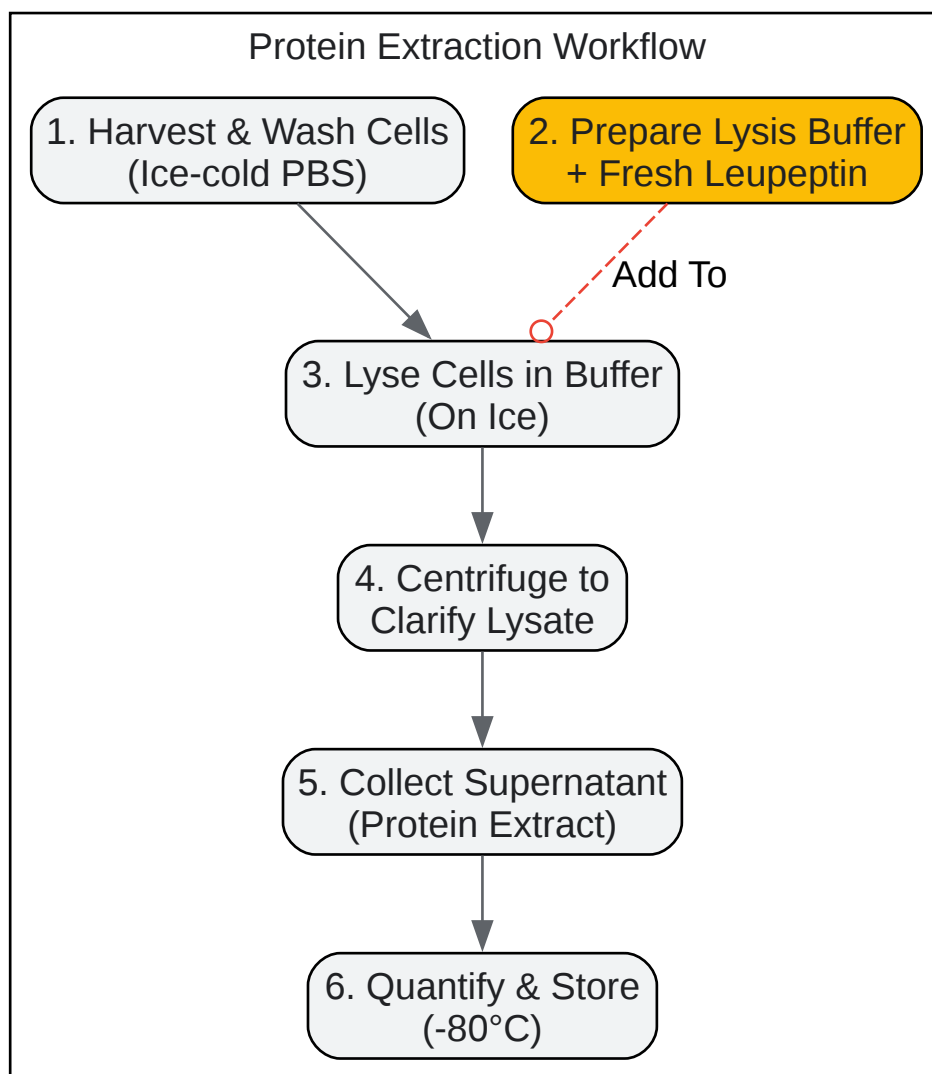 Protein Extraction Workflow
1. Harvest & Wash Cells
(Ice-cold PBS)
2. Prepare Lysis Buffer
+ Fresh Leupeptin
Add To
3. Lyse Cells in Buffer
(On Ice)
4. Centrifuge to
Clarify Lysate
5. Collect Supernatant
(Protein Extract)
6. Quantify & Store
(-80°C)